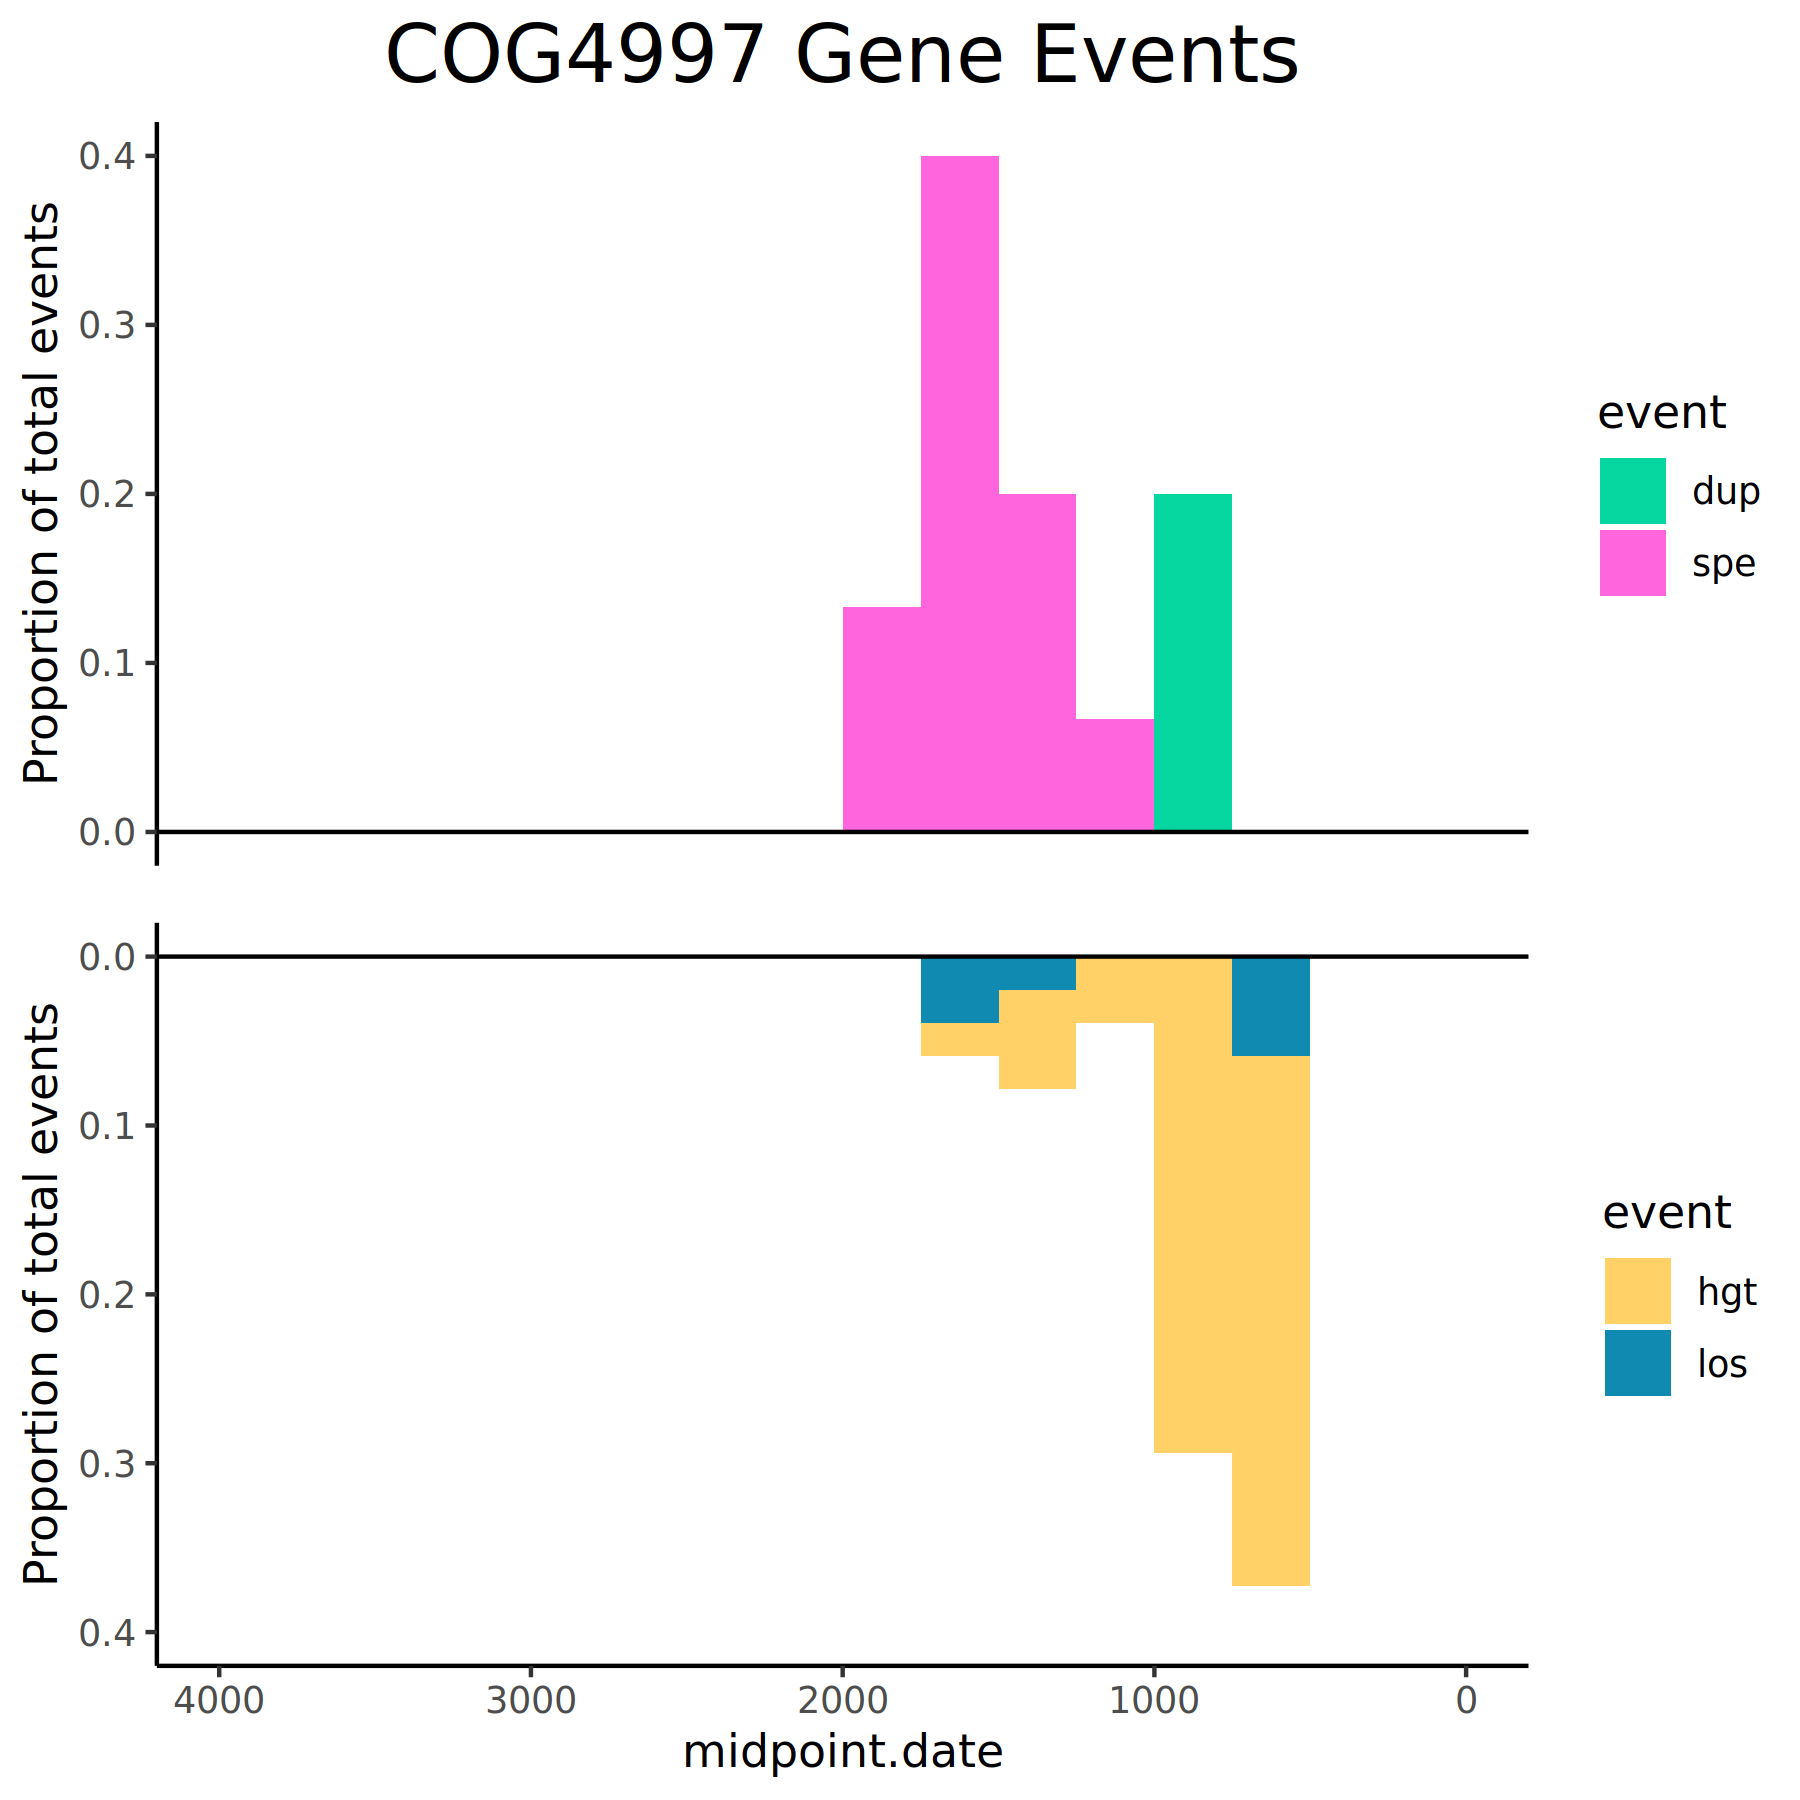 COG4997 Gene Events
Proportion of total events
0.4
0.3
0.2
0.1
0.0
event
dup
spe
Proportion of total events
0.0
0.1
0.2
0.3
0.4
event
hgt
los
4000 3000 2000 1000 0
midpoint.date